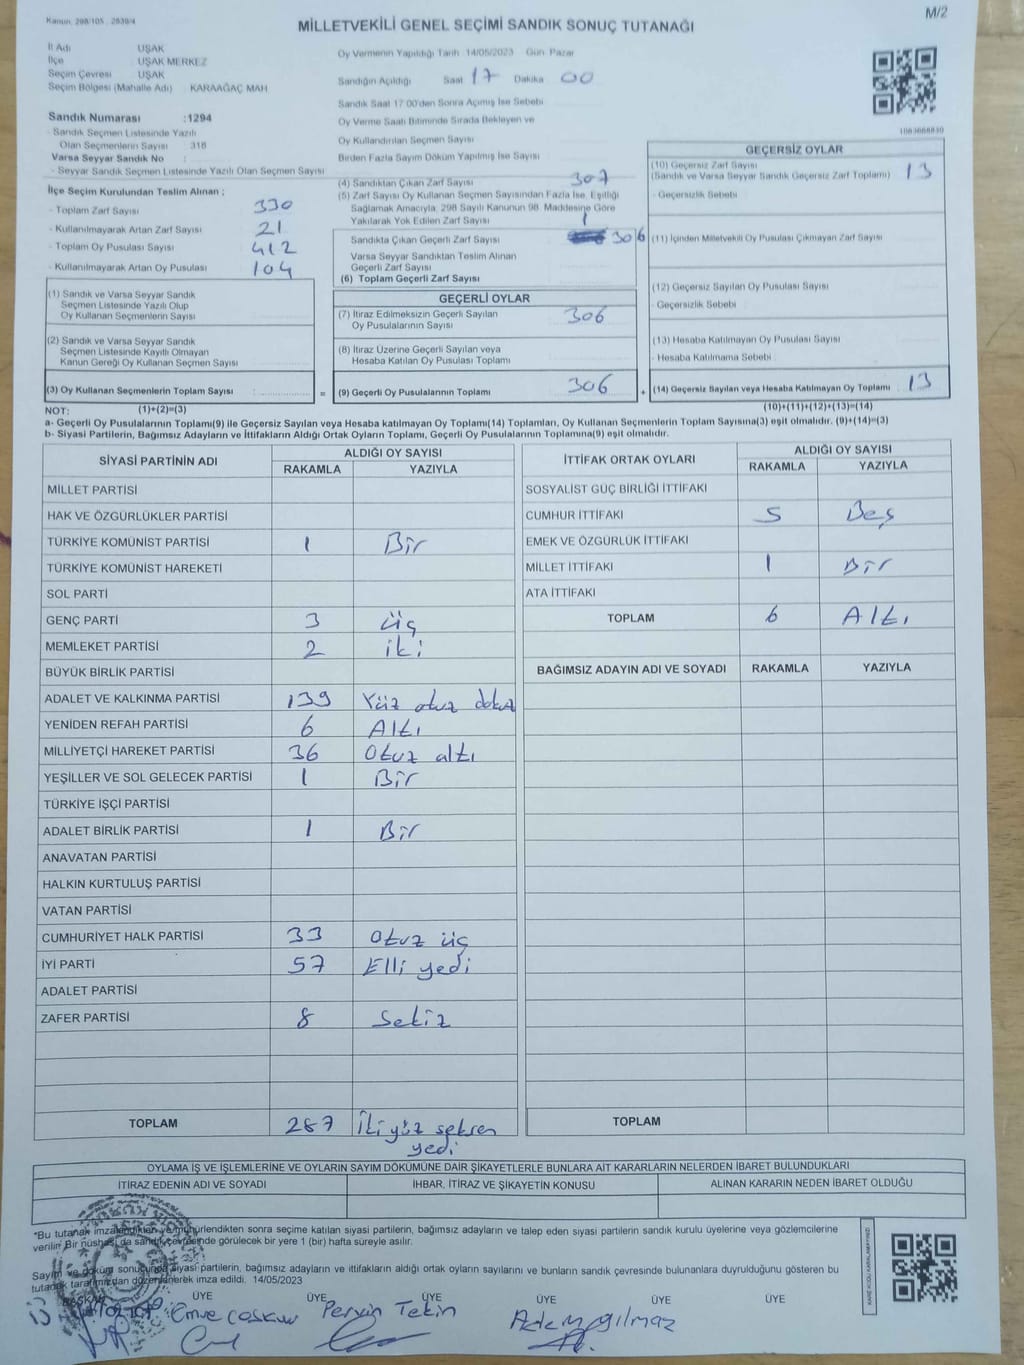 Kanun: 298/105 , 2839/4
M/2
MİLLETVEKİLİ GENEL SEÇİMİ SANDIK SONUÇ TUTANAĞI
İl Adı UŞAK
İlçe UŞAK MERKEZ
Seçim Çevresi UŞAK
Seçim Bölgesi (Mahalle Adı) KARAAĞAÇ MAH
Sandık Numarası :1294
- Sandık Seçmen Listesinde Yazılı
Olan Seçmenlerin Sayısı : 318
Varsa Seyyar Sandık No :
- Seyyar Sandık Seçmen Listesinde Yazılı Olan Seçmen Sayısı
İlçe Seçim Kurulundan Teslim Alınan ;
- Toplam Zarf Sayısı 330
- Kullanılmayarak Artan Zarf Sayısı 21
- Toplam Oy Pusulası Sayısı 412
- Kullanılmayarak Artan Oy Pusulası 104
(1) Sandık ve Varsa Seyyar Sandık
Seçmen Listesinde Yazılı Olup
Oy Kullanan Seçmenlerin Sayısı
(2) Sandık ve Varsa Seyyar Sandık
Seçmen Listesinde Kayıtlı Olmayan
Kanun Gereği Oy Kullanan Seçmen Sayısı
(3) Oy Kullanan Seçmenlerin Toplam Sayısı =
Oy Vermenin Yapıldığı Tarih 14/05/2023 Gün Pazar
Sandığın Açıldığı Saat 17 Dakika 00
Sandık Saat 17:00'den Sonra Açımış İse Sebebi
Oy Verme Saati Bitiminde Sırada Bekleyen ve
Oy Kullandırılan Seçmen Sayısı
Birden Fazla Sayım Döküm Yapılmış İse Sayısı
(4) Sandıktan Çıkan Zarf Sayısı 307
(5) Zarf Sayısı Oy Kullanan Seçmen Sayısından Fazla İse, Eşitliği
Sağlamak Amacıyla; 298 Sayılı Kanunun 98. Maddesine Göre
Yakılarak Yok Edilen Zarf Sayısı 1
Sandıkta Çıkan Geçerli Zarf Sayısı 306
Varsa Seyyar Sandıktan Teslim Alınan
Geçerli Zarf Sayısı
(6) Toplam Geçerli Zarf Sayısı
GEÇERLİ OYLAR
(7) İtiraz Edilmeksizin Geçerli Sayılan
Oy Pusulalarının Sayısı 306
(8) İtiraz Üzerine Geçerli Sayılan veya
Hesaba Katılan Oy Pusulası Toplamı
(9) Geçerli Oy Pusulalarının Toplamı 306 +
GEÇERSİZ OYLAR
(10) Geçersiz Zarf Sayısı
(Sandık ve Varsa Seyyar Sandık Geçersiz Zarf Toplamı) 13
- Geçersizlik Sebebi
(11) İçinden Milletvekili Oy Pusulası Çıkmayan Zarf Sayısı
(12) Geçersiz Sayılan Oy Pusulası Sayısı
- Geçersizlik Sebebi
(13) Hesaba Katılmayan Oy Pusulası Sayısı
- Hesaba Katılmama Sebebi
(14) Geçersiz Sayılan veya Hesaba Katılmayan Oy Toplamı 13
NOT: (1)+(2)=(3) (10)+(11)+(12)+(13)=(14)
a- Geçerli Oy Pusulalarının Toplamı(9) ile Geçersiz Sayılan veya Hesaba katılmayan Oy Toplamı(14) Toplamları, Oy Kullanan Seçmenlerin Toplam Sayısına(3) eşit olmalıdır. (9)+(14)=(3)
b- Siyasi Partilerin, Bağımsız Adayların ve İttifakların Aldığı Ortak Oyların Toplamı, Geçerli Oy Pusulalarının Toplamına(9) eşit olmalıdır.
SİYASİ PARTİNİN ADI ALDIĞI OY SAYISI
RAKAMLA YAZIYLA
MİLLET PARTİSİ
HAK VE ÖZGÜRLÜKLER PARTİSİ
TÜRKİYE KOMÜNİST PARTİSİ 1 Bir
TÜRKİYE KOMÜNİST HAREKETİ
SOL PARTİ
GENÇ PARTİ 3 üç
MEMLEKET PARTİSİ 2 iki
BÜYÜK BİRLİK PARTİSİ
ADALET VE KALKINMA PARTİSİ 139 Yüz otuz dokuz
YENİDEN REFAH PARTİSİ 6 Altı
MİLLİYETÇİ HAREKET PARTİSİ 36 Otuz altı
YEŞİLLER VE SOL GELECEK PARTİSİ 1 Bir
TÜRKİYE İŞÇİ PARTİSİ
ADALET BİRLİK PARTİSİ 1 Bir
ANAVATAN PARTİSİ
HALKIN KURTULUŞ PARTİSİ
VATAN PARTİSİ
CUMHURİYET HALK PARTİSİ 33 Otuz üç
İYİ PARTİ 57 Elli yedi
ADALET PARTİSİ
ZAFER PARTİSİ 8 Sekiz
TOPLAM 287 İki yüz seksen
yedi
İTTİFAK ORTAK OYLARI ALDIĞI OY SAYISI
RAKAMLA YAZIYLA
SOSYALİST GÜÇ BİRLİĞİ İTTİFAKI
CUMHUR İTTİFAKI 5 Beş
EMEK VE ÖZGÜRLÜK İTTİFAKI
MİLLET İTTİFAKI 1 Bir
ATA İTTİFAKI
TOPLAM 6 Altı
BAĞIMSIZ ADAYIN ADI VE SOYADI RAKAMLA YAZIYLA
TOPLAM
OYLAMA İŞ VE İŞLEMLERİNE VE OYLARIN SAYIM DÖKÜMÜNE DAİR ŞİKAYETLERLE BUNLARA AİT KARARLARIN NELERDEN İBARET BULUNDUKLARI
İTİRAZ EDENİN ADI VE SOYADI İHBAR, İTİRAZ VE ŞİKAYETİN KONUSU ALINAN KARARIN NEDEN İBARET OLDUĞU
*Bu tutanak imzalandıktan ve mühürlendikten sonra seçime katılan siyasi partilerin, bağımsız adayların ve talep eden siyasi partilerin sandık kurulu üyelerine veya gözlemcilerine
verilir. Bir nüshası da sandık çevresinde görülecek bir yere 1 (bir) hafta süreyle asılır.
Sayım ve döküm sonucunda siyasi partilerin, bağımsız adayların ve ittifakların aldığı ortak oyların sayılarını ve bunların sandık çevresinde bulunanlara duyrulduğunu gösteren bu
tutanak tarafımızdan düzenlenerek imza edildi. 14/05/2023
BAŞKAN ÜYE ÜYE ÜYE ÜYE ÜYE ÜYE
Emve Coşkun Pervin Tekin
KARE KODU KARALAMAYINIZ!